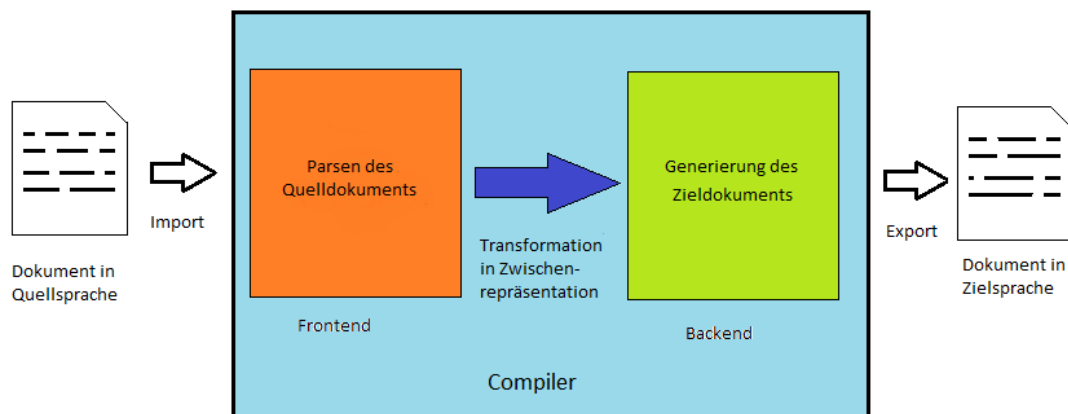 Dokument in
Quellsprache
Import
Parsen des
Quelldokuments
Frontend
Transformation
in Zwischen-
repräsentation
Generierung des
Zieldokuments
Backend
Compiler
Export
Dokument in
Zielsprache